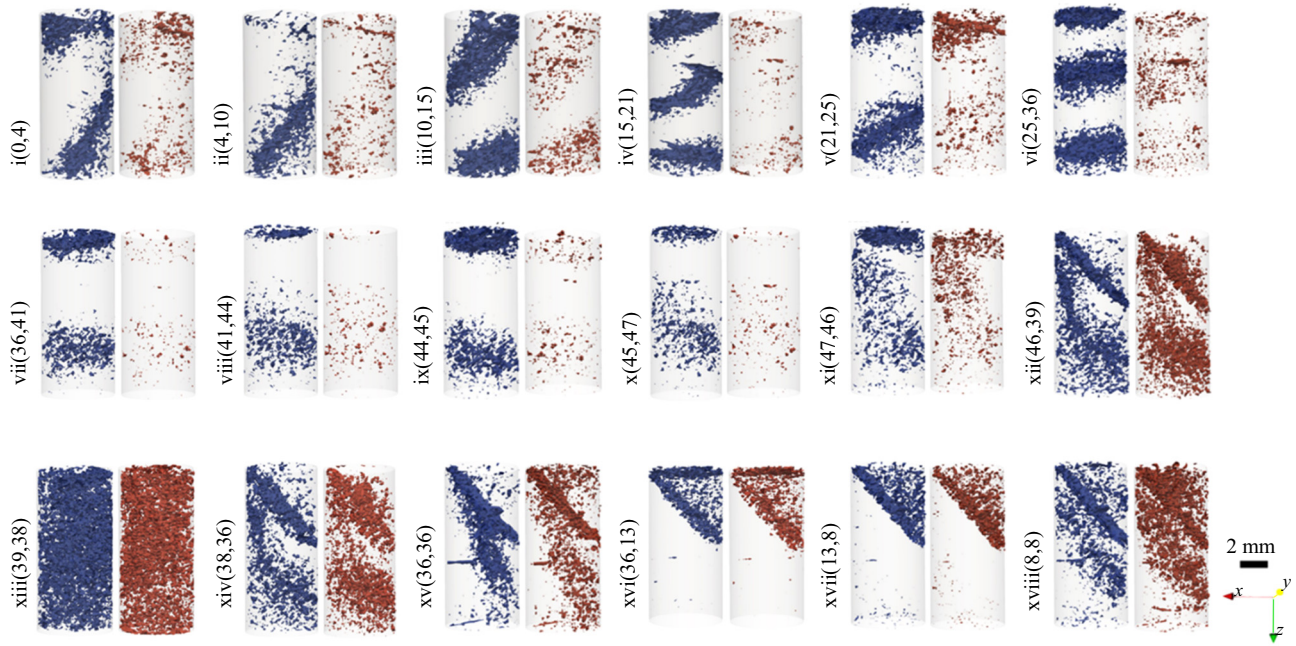 i(0,4)
ii(4,10)
iii(10,15)
iv(15,21)
v(21,25)
vi(25,36)
vii(36,41)
viii(41,44)
ix(44,45)
x(45,47)
xi(47,46)
xii(46,39)
xiii(39,38)
xiv(38,36)
xv(36,36)
xvi(36,13)
xvii(13,8)
xviii(8,8)
2 mm
x
y
z